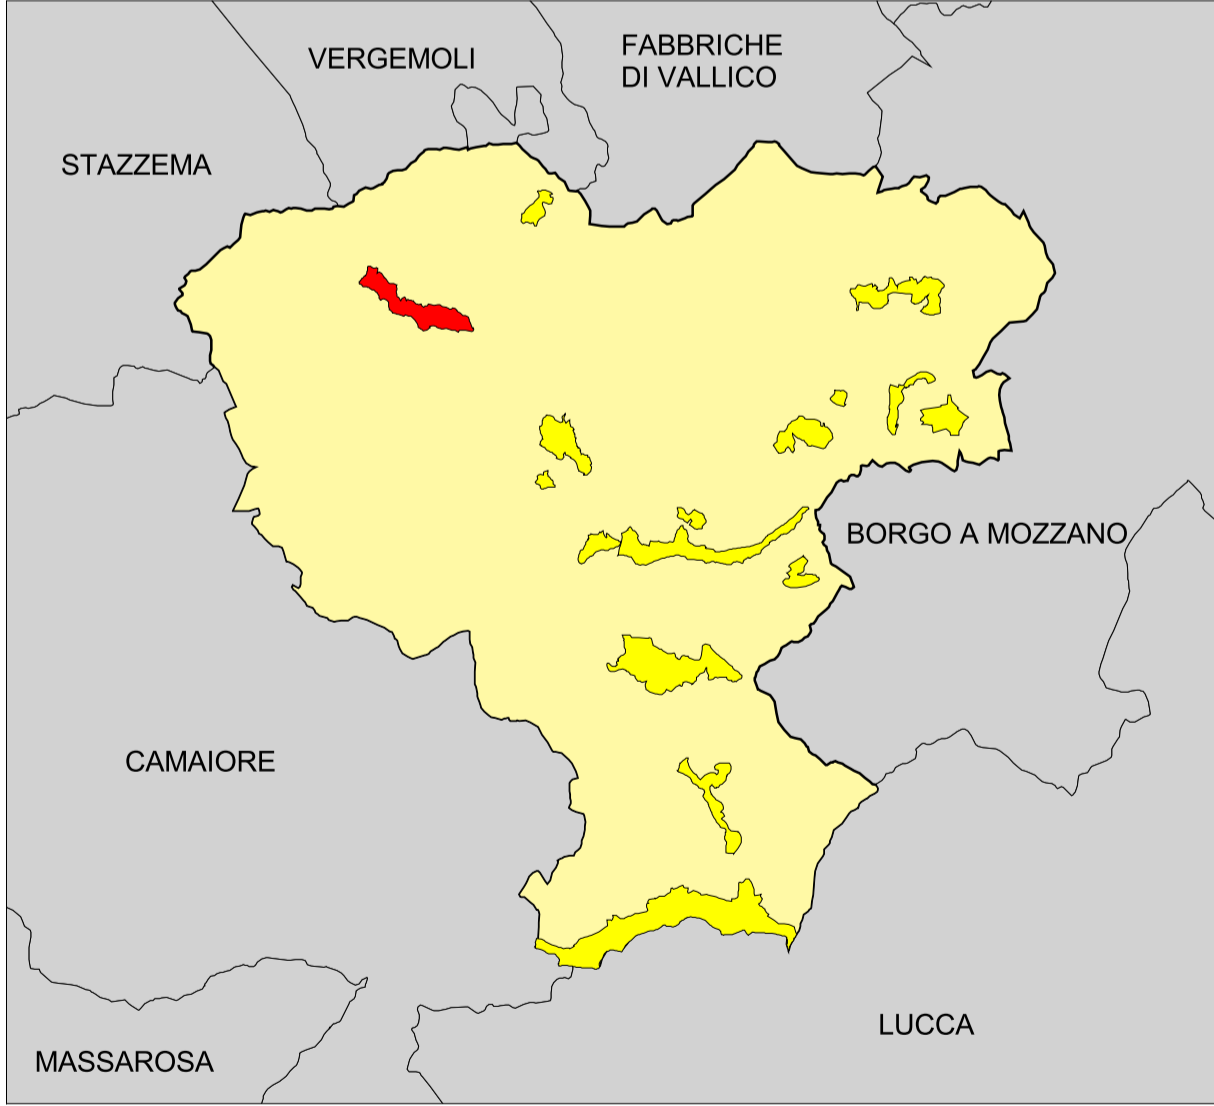 VERGEMOLI
FABBRICHE
DI VALLICO
STAZZEMA
BORGO A MOZZANO
CAMAIORE
LUCCA
MASSAROSA